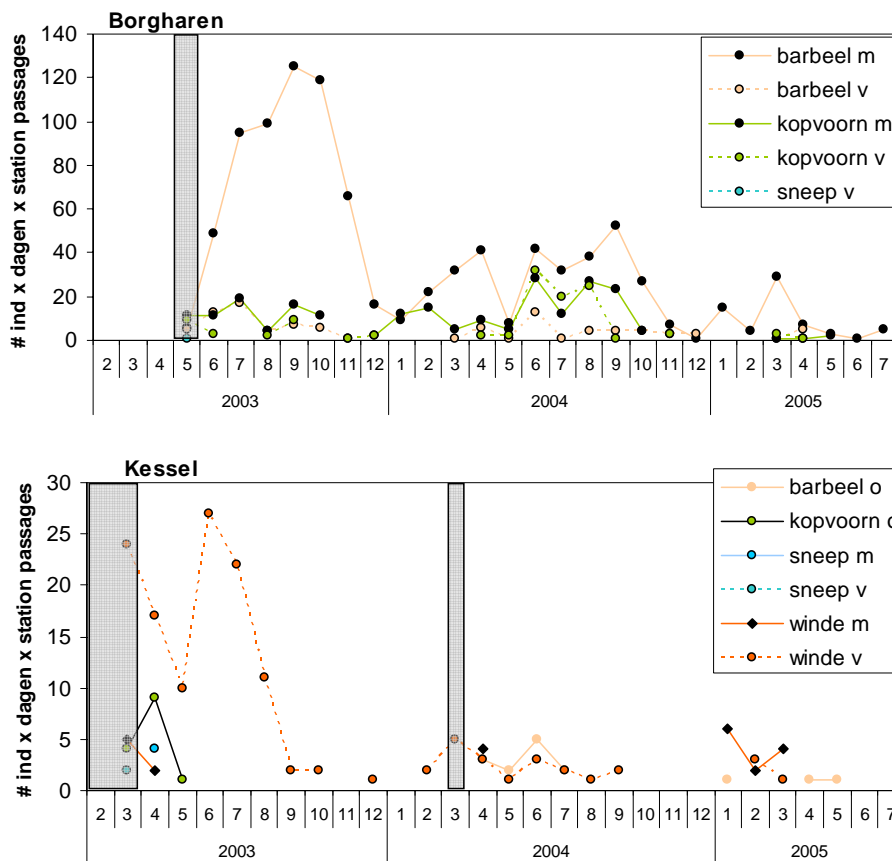 Borgharen
# ind x dagen x station passages
140
120
100
80
60
40
20
0
barbeel m
barbeel v
kopvoorn m
kopvoorn v
sneep v
2 3 4 5 6 7 8 9 10 11 12 1 2 3 4 5 6 7 8 9 10 11 12 1 2 3 4 5 6 7
2003 2004 2005
Kessel
# ind x dagen x station passages
30
25
20
15
10
5
0
barbeel o
kopvoorn o
sneep m
sneep v
winde m
winde v
2 3 4 5 6 7 8 9 10 11 12 1 2 3 4 5 6 7 8 9 10 11 12 1 2 3 4 5 6 7
2003 2004 2005